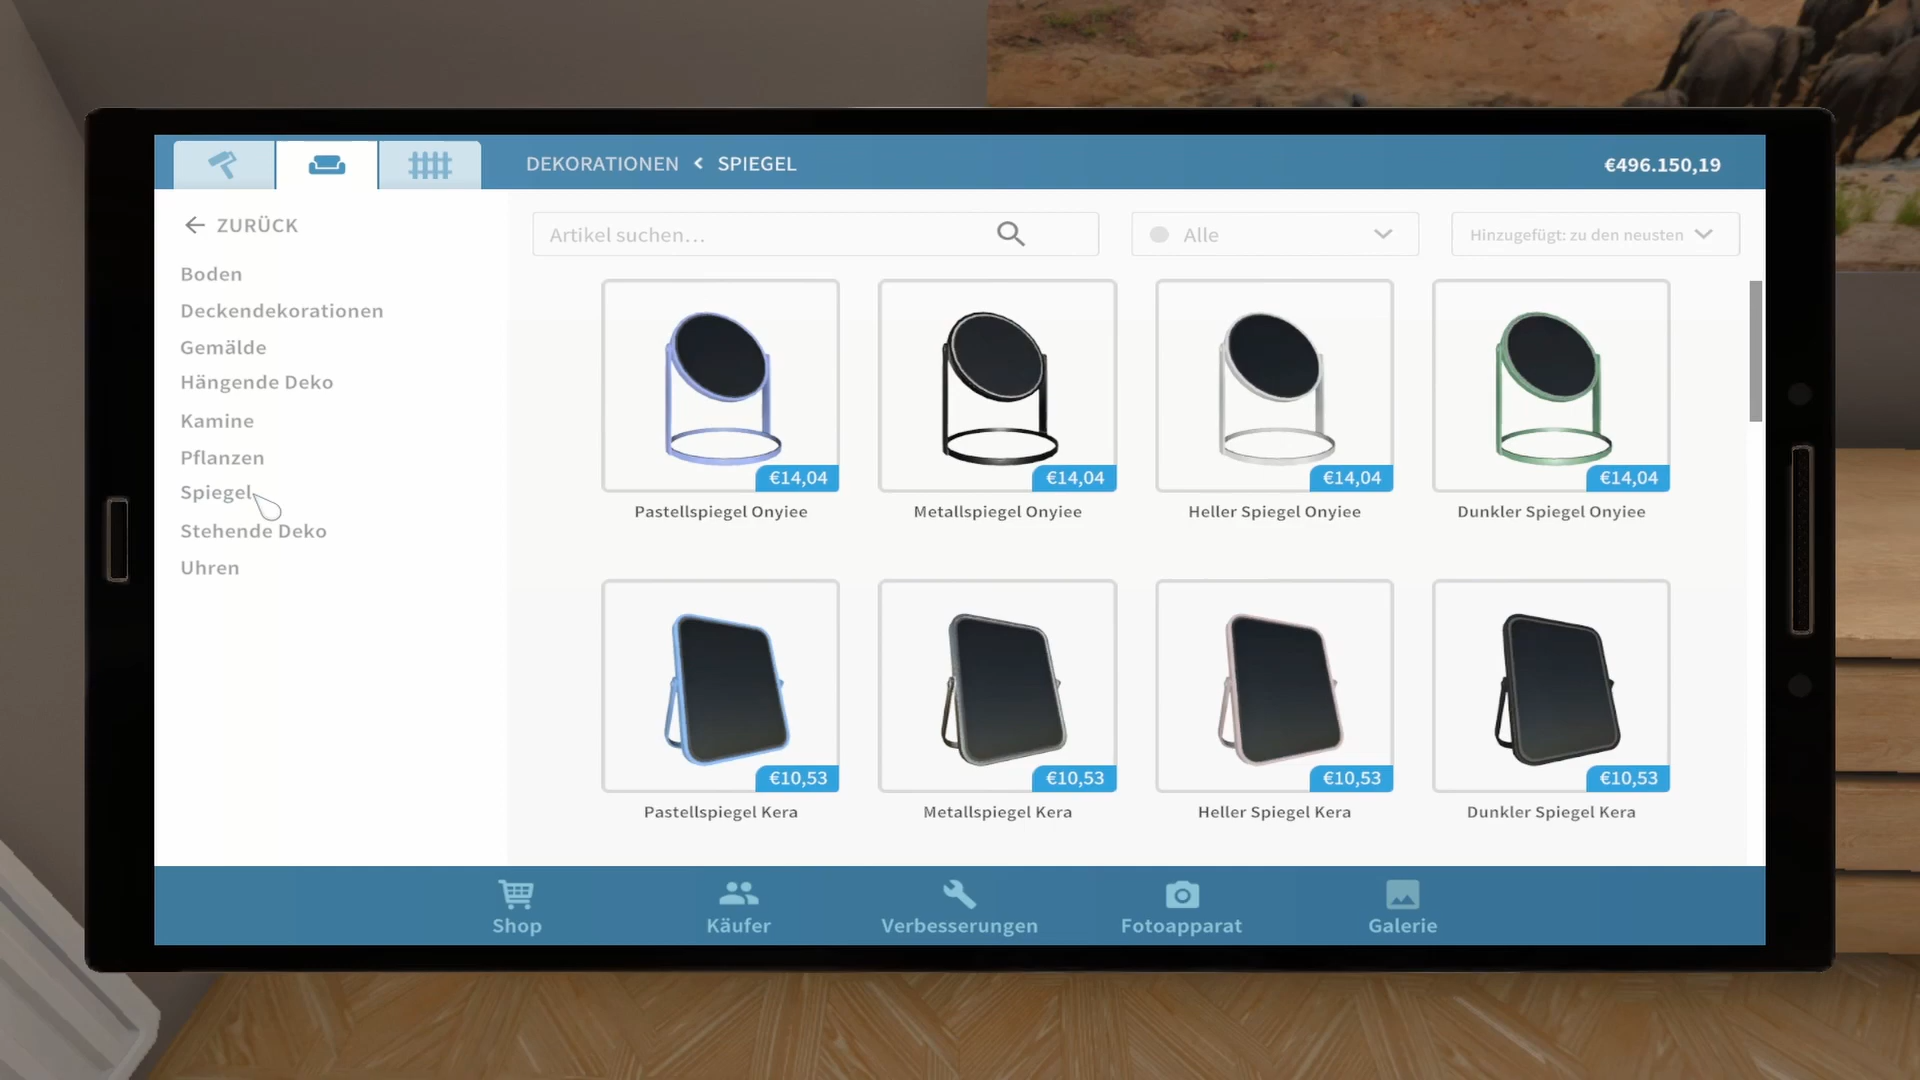 DEKORATIONEN < SPIEGEL
€496.150,19
← ZURÜCK
Boden
Deckendekorationen
Gemälde
Hängende Deko
Kamine
Pflanzen
Spiegel
Stehende Deko
Uhren
Artikel suchen...
Alle
Hinzugefügt: zu den neusten
€14,04
€14,04
€14,04
€14,04
Pastellspiegel Onyiee
Metallspiegel Onyiee
Heller Spiegel Onyiee
Dunkler Spiegel Onyiee
€10,53
€10,53
€10,53
€10,53
Pastellspiegel Kera
Metallspiegel Kera
Heller Spiegel Kera
Dunkler Spiegel Kera
Shop
Käufer
Verbesserungen
Fotoapparat
Galerie